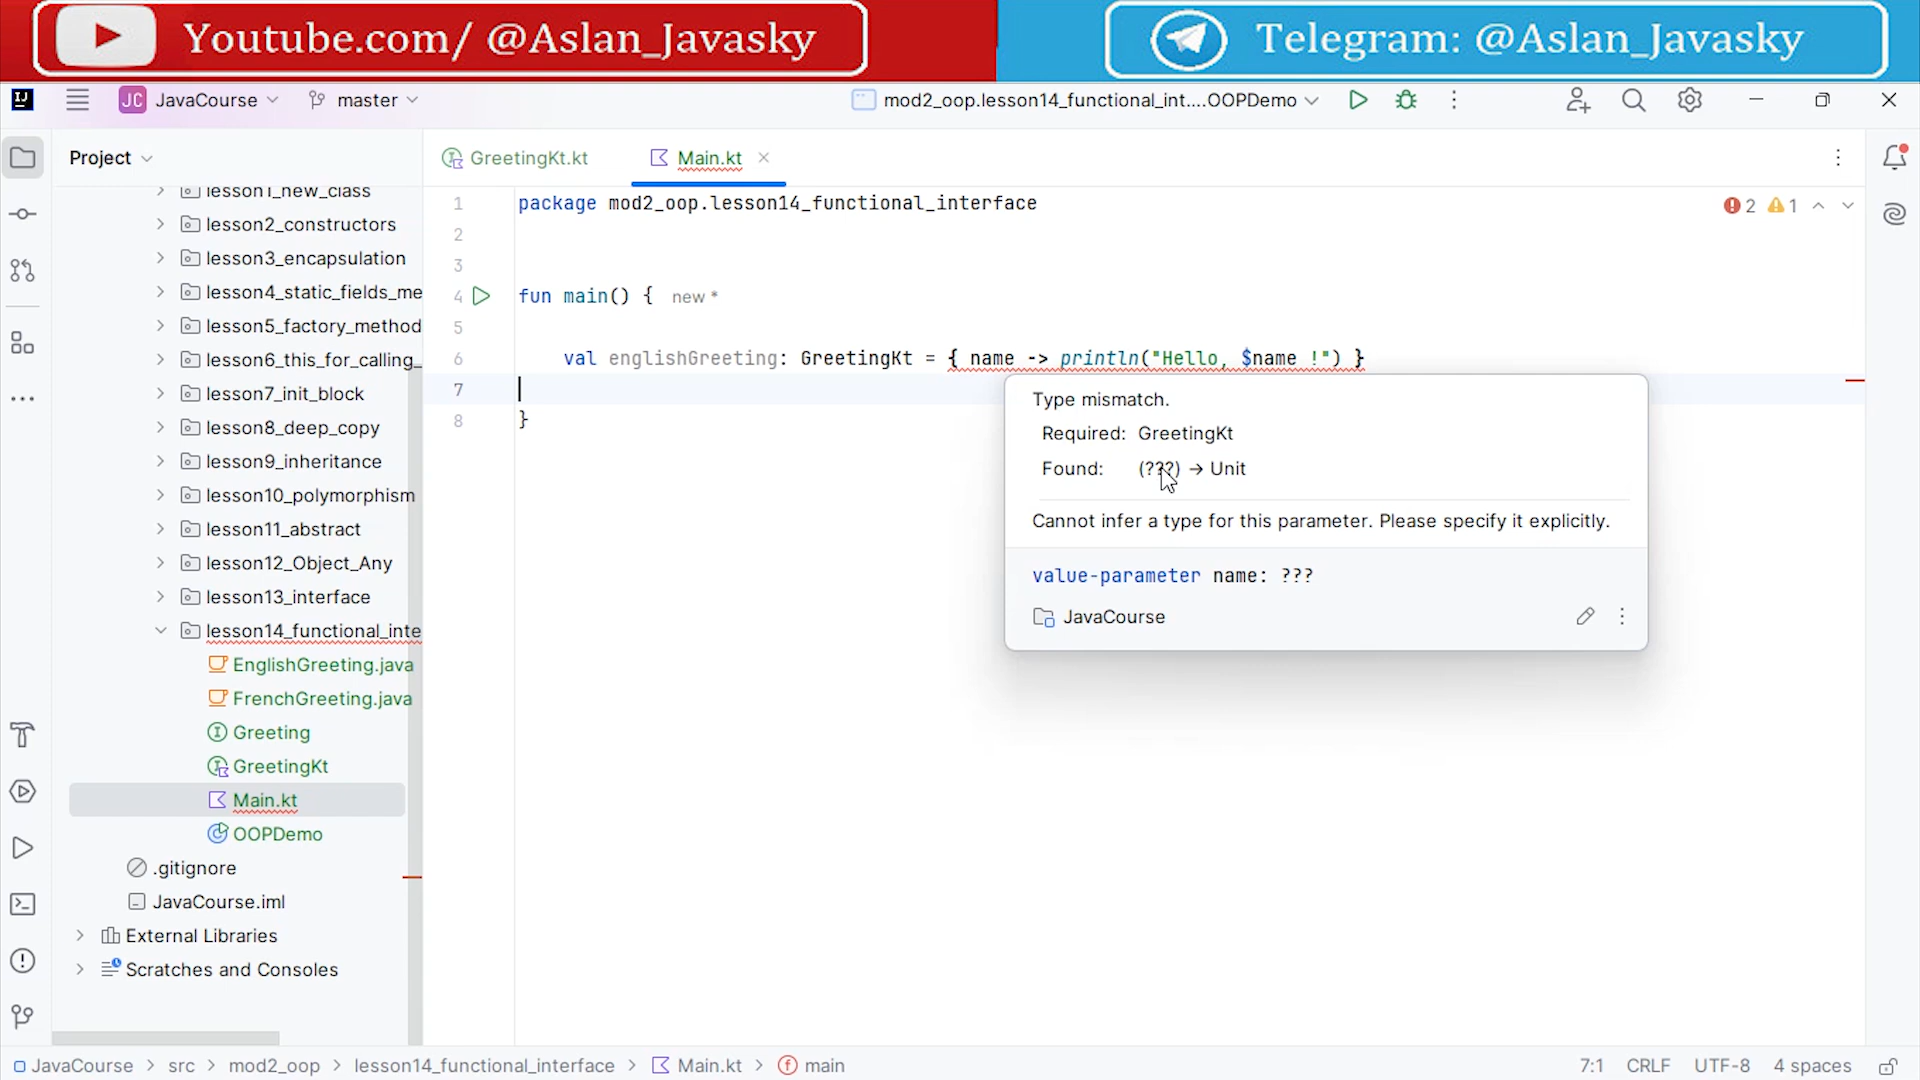 Youtube.com/ @Aslan_Javasky
Telegram: @Aslan_Javasky
JC JavaCourse
master
mod2_oop.lesson14_functional_int....OOPDemo
Project
GreetingKt.kt
Main.kt
lesson1_new_class
lesson2_constructors
lesson3_encapsulation
lesson4_static_fields_me
lesson5_factory_method
lesson6_this_for_calling_
lesson7_init_block
lesson8_deep_copy
lesson9_inheritance
lesson10_polymorphism
lesson11_abstract
lesson12_Object_Any
lesson13_interface
lesson14_functional_inte
EnglishGreeting.java
FrenchGreeting.java
Greeting
GreetingKt
Main.kt
OOPDemo
.gitignore
JavaCourse.iml
External Libraries
Scratches and Consoles
1 package mod2_oop.lesson14_functional_interface
2 1
2
3
4 fun main() { new *
5
6 val englishGreeting: GreetingKt = { name -> println("Hello, $name !") }
7
8 }
Type mismatch.
Required: GreetingKt
Found: (???) → Unit
Cannot infer a type for this parameter. Please specify it explicitly.
value-parameter name: ???
JavaCourse
JavaCourse > src > mod2_oop > lesson14_functional_interface > Main.kt > main
7:1 CRLF UTF-8 4 spaces